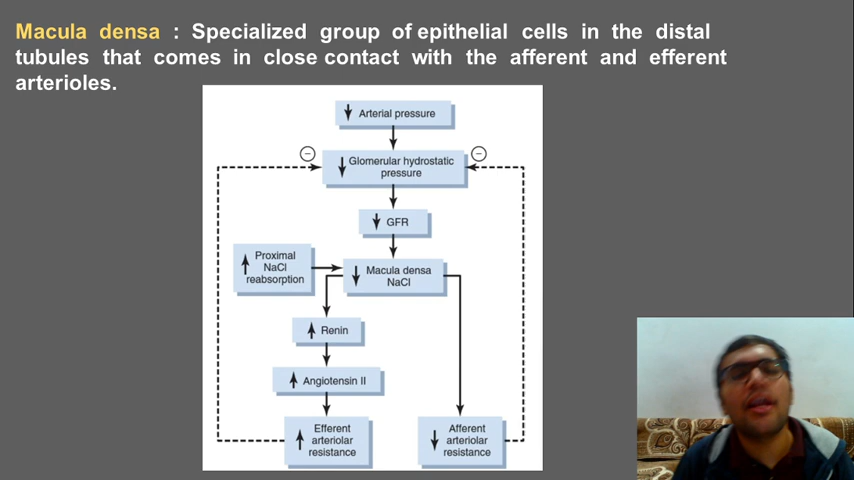 Macula densa : Specialized group of epithelial cells in the distal
tubules that comes in close contact with the afferent and efferent
arterioles.
↓ Arterial pressure
− −
↓ Glomerular hydrostatic
pressure
↓ GFR
↑ Proximal
NaCl
reabsorption
↓ Macula densa
NaCl
↑ Renin
↑ Angiotensin II
↑ Efferent
arteriolar
resistance
↓ Afferent
arteriolar
resistance